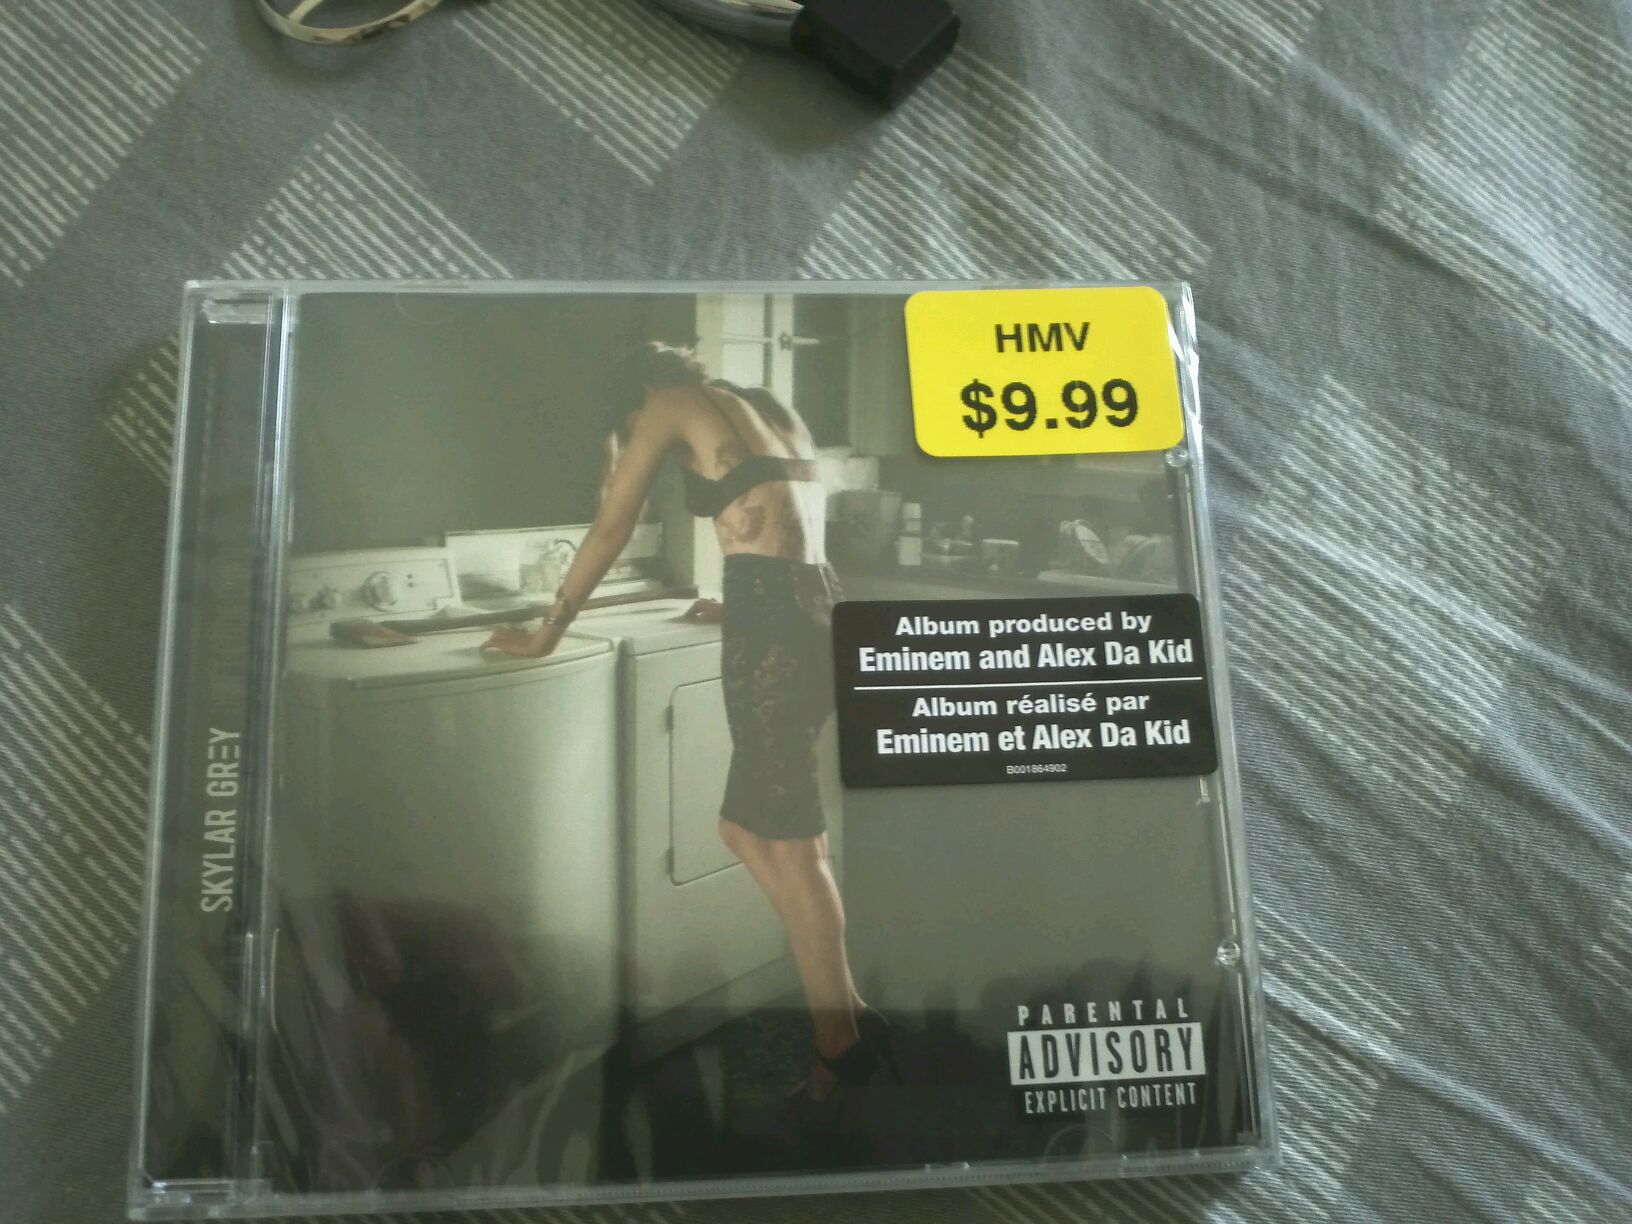 HMV
$9.99
SKYLAR GREY
Album produced by
Eminem and Alex Da Kid
Album réalisé par
Eminem et Alex Da Kid
B001864902
PARENTAL
ADVISORY
EXPLICIT CONTENT